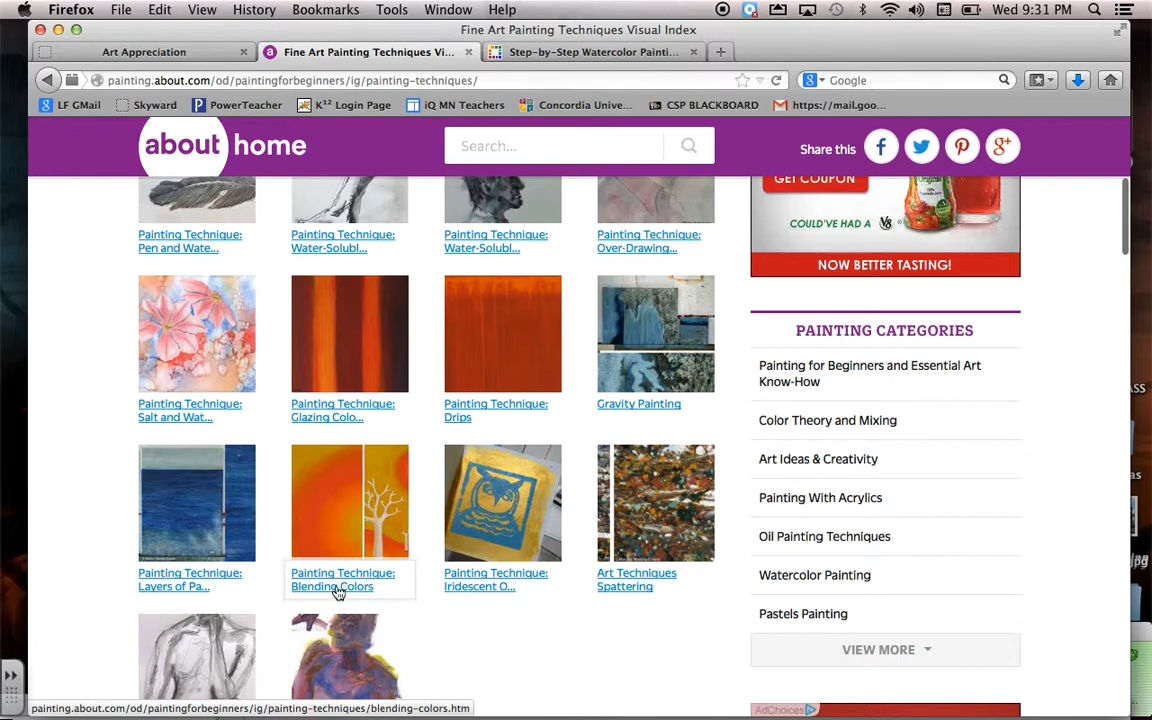 Firefox File Edit View History Bookmarks Tools Window Help Wed 9:31 PM
Fine Art Painting Techniques Visual Index
Art Appreciation × Fine Art Painting Techniques Vi... × Step-by-Step Watercolor Painti... × +
painting.about.com/od/paintingforbeginners/ig/painting-techniques/ Google
LF GMail Skyward PowerTeacher K¹² Login Page iQ MN Teachers Concordia Unive... CSP BLACKBOARD https://mail.goo...
about home Search... Share this
GET COUPON
COULD'VE HAD A V8
NOW BETTER TASTING!
Painting Technique: Pen and Wate...
Painting Technique: Water-Solubl...
Painting Technique: Water-Solubl...
Painting Technique: Over-Drawing...
Painting Technique: Salt and Wat...
Painting Technique: Glazing Colo...
Painting Technique: Drips
Gravity Painting
Painting Technique: Layers of Pa...
Painting Technique: Blending Colors
Painting Technique: Iridescent O...
Art Techniques Spattering
PAINTING CATEGORIES
Painting for Beginners and Essential Art
Know-How
Color Theory and Mixing
Art Ideas & Creativity
Painting With Acrylics
Oil Painting Techniques
Watercolor Painting
Pastels Painting
VIEW MORE
AdChoices
painting.about.com/od/paintingforbeginners/ig/painting-techniques/blending-colors.htm